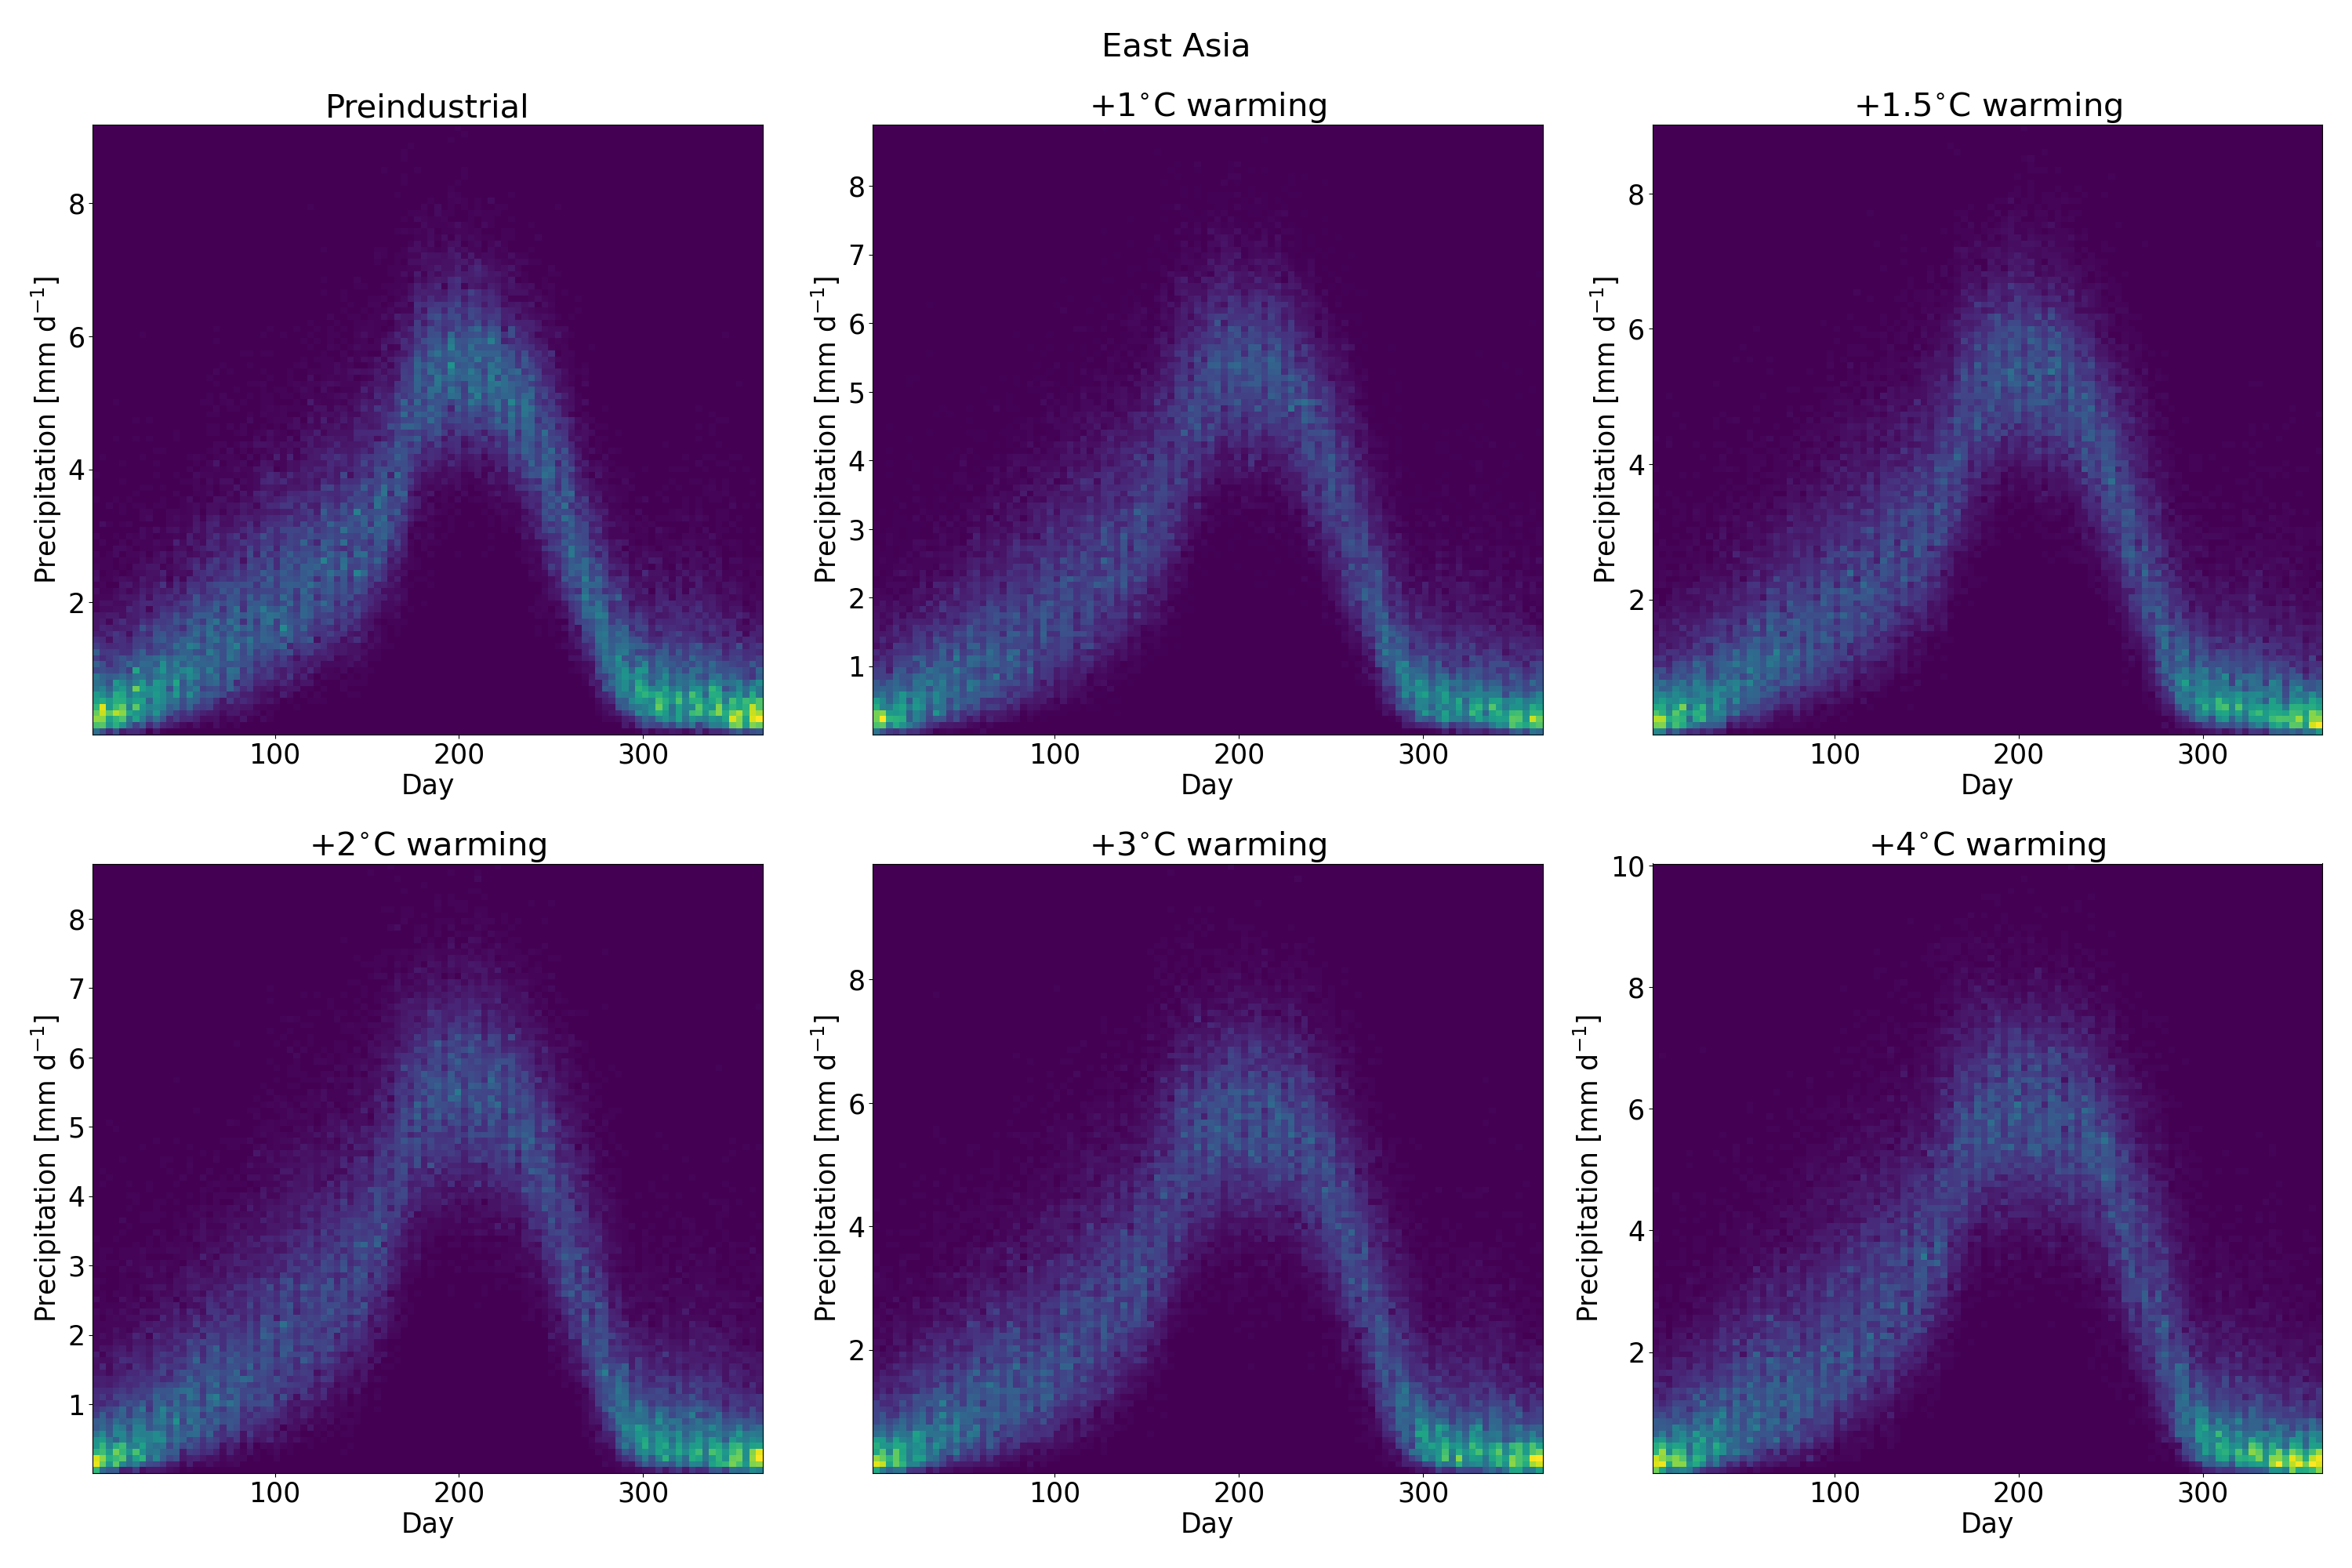 East Asia
Preindustrial
+1°C warming
+1.5°C warming
8
6
4
2
Precipitation [mm d⁻¹]
100
200
300
Day
8
7
6
5
4
3
2
1
Precipitation [mm d⁻¹]
100
200
300
Day
8
6
4
2
Precipitation [mm d⁻¹]
100
200
300
Day
+2°C warming
+3°C warming
+4°C warming
8
7
6
5
4
3
2
1
Precipitation [mm d⁻¹]
100
200
300
Day
8
6
4
2
Precipitation [mm d⁻¹]
100
200
300
Day
10
8
6
4
2
Precipitation [mm d⁻¹]
100
200
300
Day